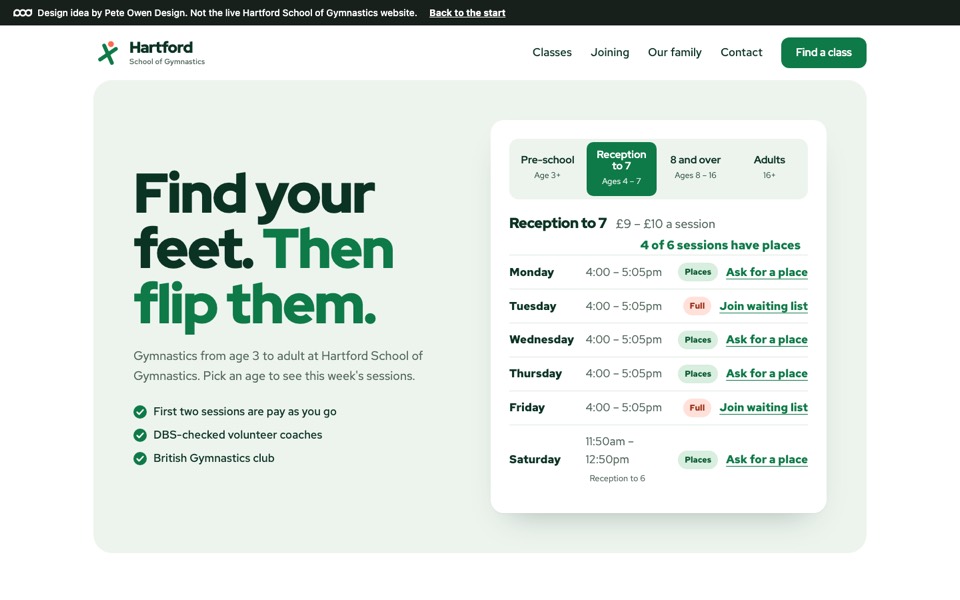 Design idea by Pete Owen Design. Not the live Hartford School of Gymnastics website. Back to the start
Hartford
School of Gymnastics
Classes Joining Our family Contact Find a class
Find your
feet. Then
flip them.
Gymnastics from age 3 to adult at Hartford School of
Gymnastics. Pick an age to see this week's sessions.
First two sessions are pay as you go
DBS-checked volunteer coaches
British Gymnastics club
Pre-school
Age 3+
Reception
to 7
Ages 4 – 7
8 and over
Ages 8 – 16
Adults
16+
Reception to 7 £9 – £10 a session
4 of 6 sessions have places
Monday 4:00 – 5:05pm Places Ask for a place
Tuesday 4:00 – 5:05pm Full Join waiting list
Wednesday 4:00 – 5:05pm Places Ask for a place
Thursday 4:00 – 5:05pm Places Ask for a place
Friday 4:00 – 5:05pm Full Join waiting list
Saturday 11:50am –
12:50pm Places Ask for a place
Reception to 6